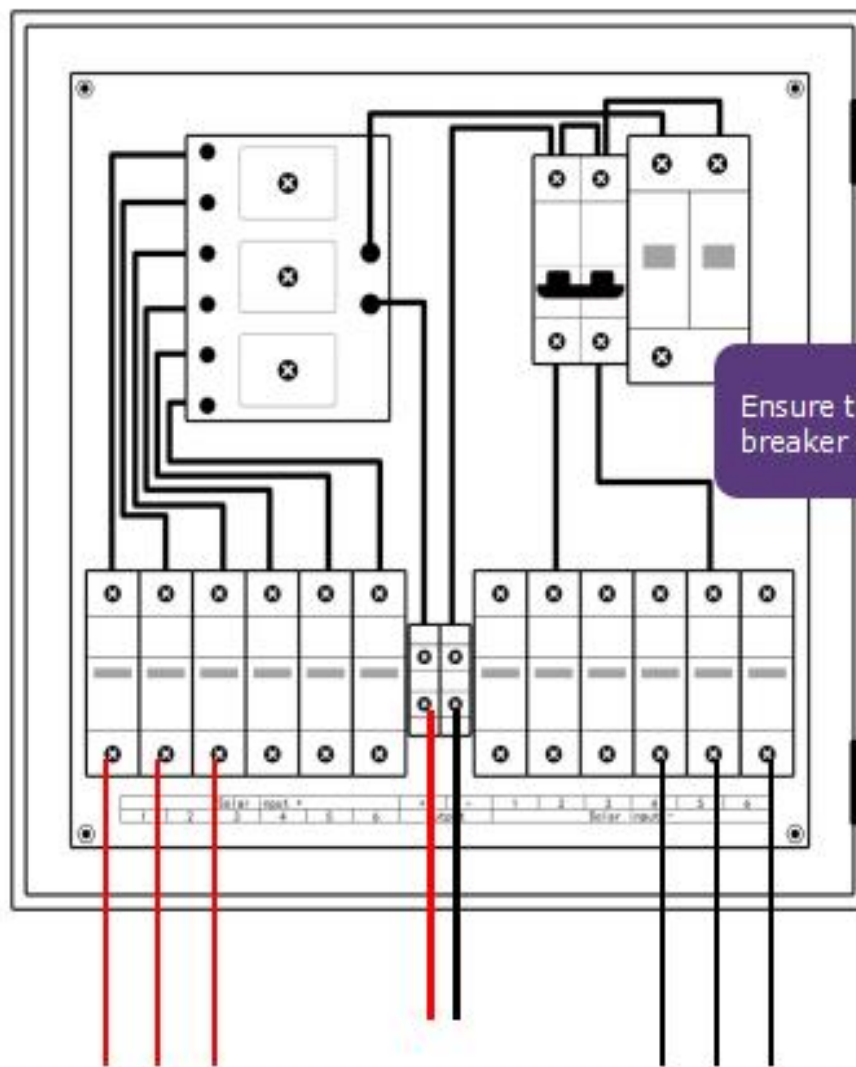 Ensure t
breaker
Solar input + + - 1 2 3 4 5 6
1 2 3 4 5 6 Output Solar input -